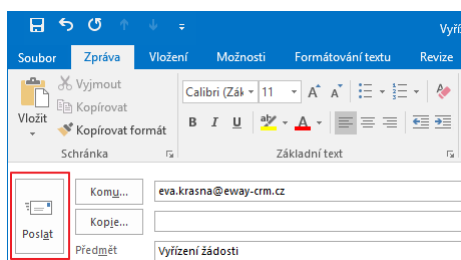 Vyří
Soubor Zpráva Vložení Možnosti Formátování textu Revize
Vložit
Vyjmout
Kopírovat
Kopírovat formát
Schránka
Calibri (Zák 11
B I U
Základní text
Poslat
Komu... eva.krasna@eway-crm.cz
Kopie...
Předmět Vyřízení žádosti